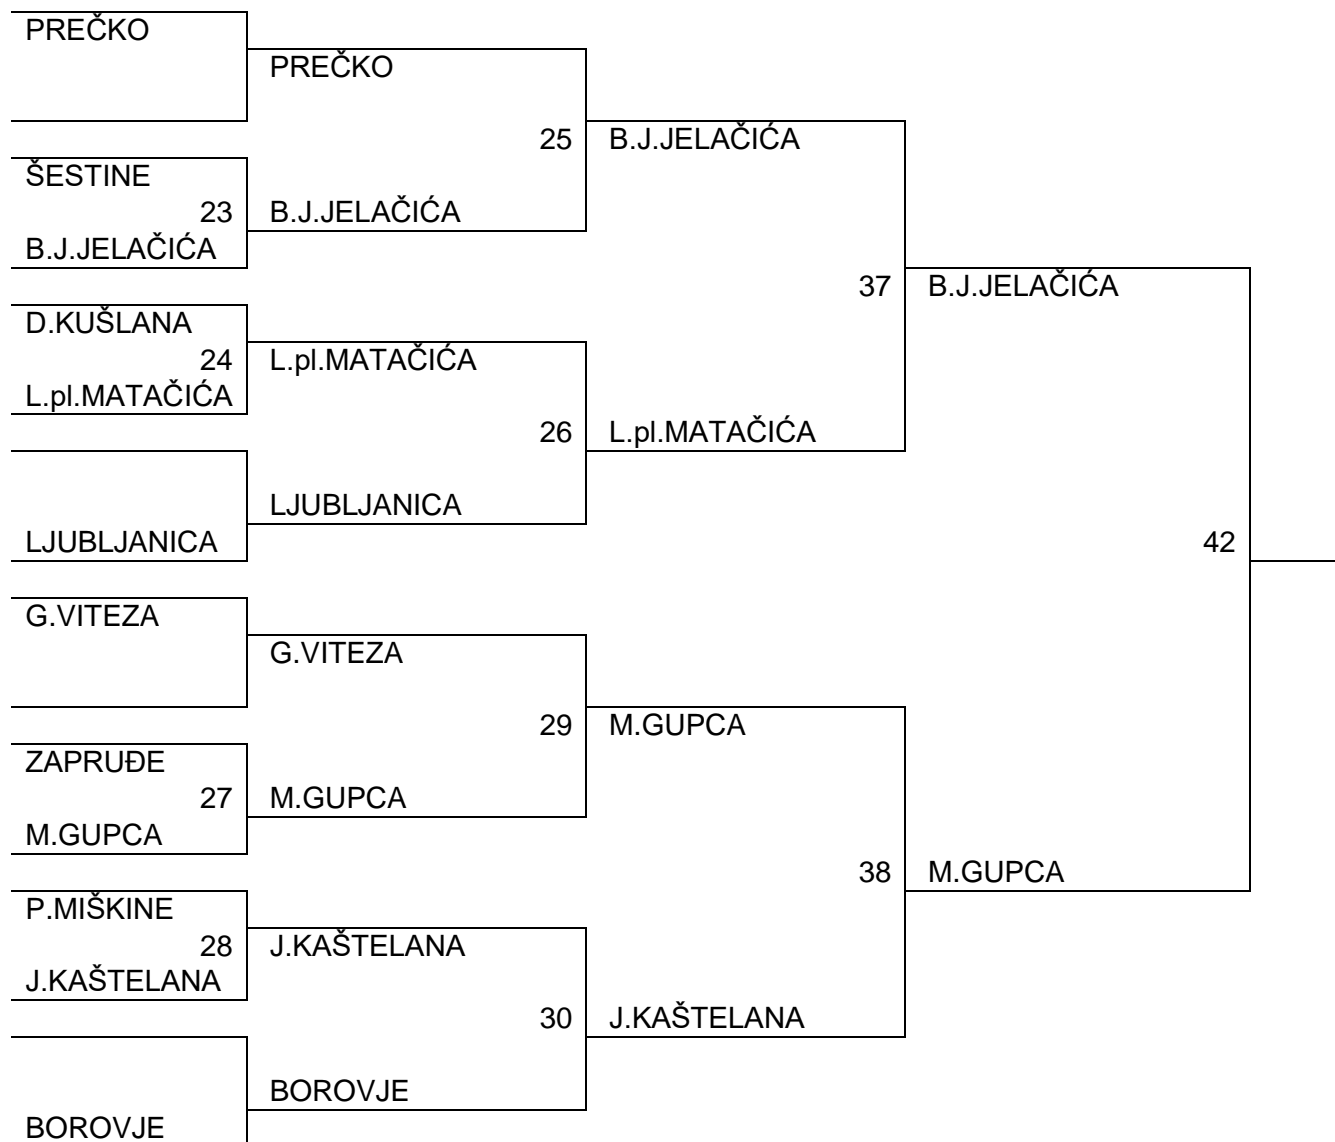 PREČKO
PREČKO
25 B.J.JELAČIĆA
ŠESTINE
23 B.J.JELAČIĆA
B.J.JELAČIĆA
37 B.J.JELAČIĆA
D.KUŠLANA
24 L.pl.MATAČIĆA
L.pl.MATAČIĆA
26 L.pl.MATAČIĆA
LJUBLJANICA
LJUBLJANICA
42
G.VITEZA
G.VITEZA
29 M.GUPCA
ZAPRUĐE
27 M.GUPCA
M.GUPCA
38 M.GUPCA
P.MIŠKINE
28 J.KAŠTELANA
J.KAŠTELANA
30 J.KAŠTELANA
BOROVJE
BOROVJE